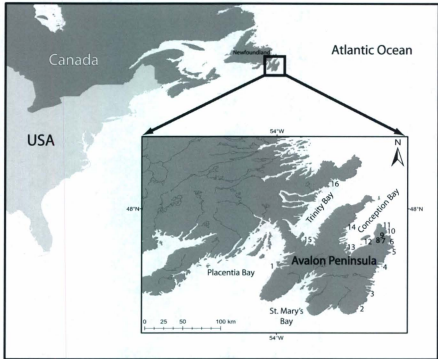 Canada
Newfoundland
Atlantic Ocean
USA
54°W
N
16
48°N
48°N
Trinity Bay
Conception Bay
14
11
9
10
15
13
12
8
7
6
5
Avalon Peninsula
1
4
Placentia Bay
3
St. Mary's
Bay
2
0 25 50 100 km
54°W